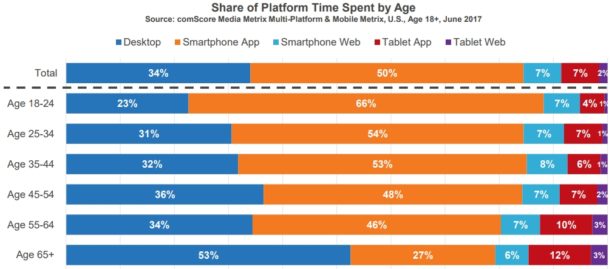 Share of Platform Time Spent by Age
Source: comScore Media Metrix Multi-Platform & Mobile Metrix, U.S., Age 18+, June 2017
Desktop Smartphone App Smartphone Web Tablet App Tablet Web
Total 34% 50% 7% 7% 2%
Age 18-24 23% 66% 7% 4% 1%
Age 25-34 31% 54% 7% 7% 1%
Age 35-44 32% 53% 8% 6% 1%
Age 45-54 36% 48% 7% 7% 2%
Age 55-64 34% 46% 7% 10% 3%
Age 65+ 53% 27% 6% 12% 3%